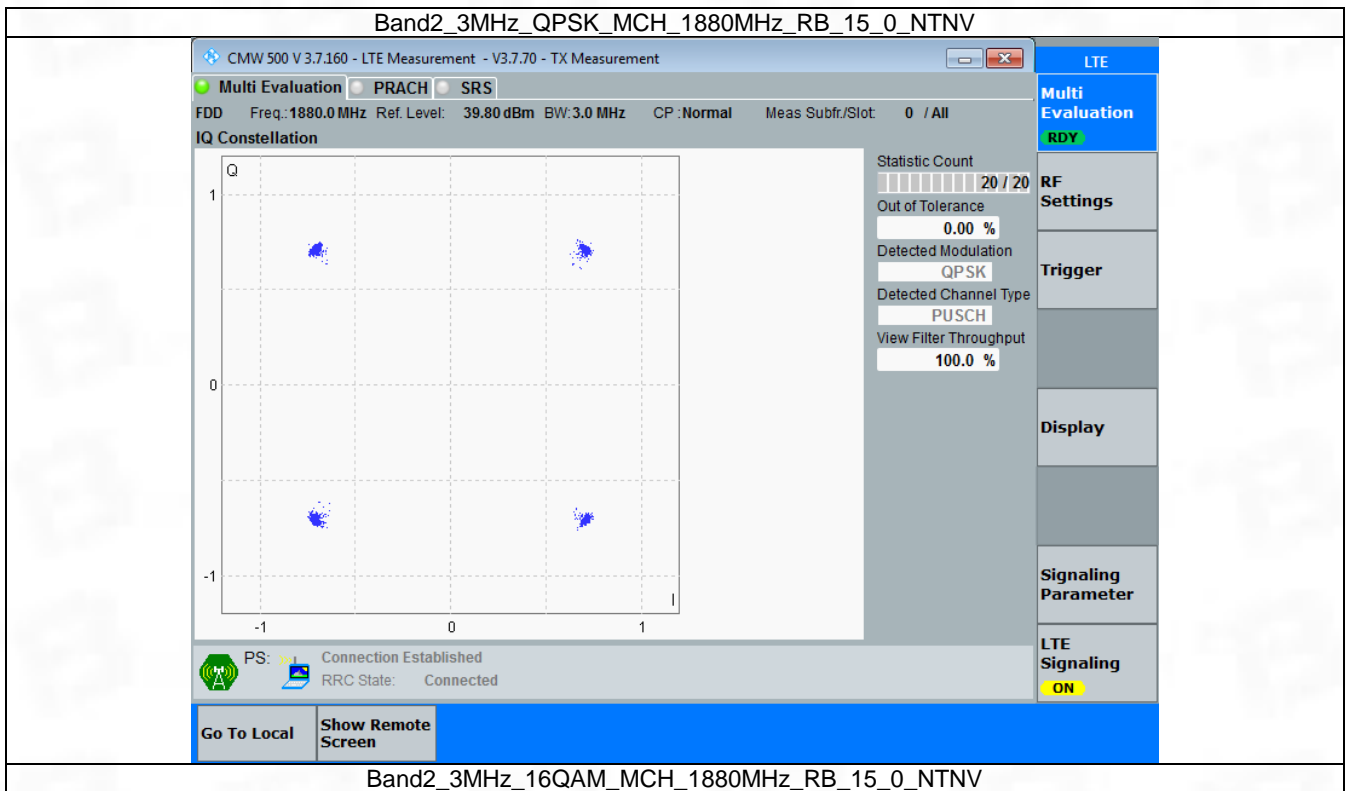 Band2_3MHz_QPSK_MCH_1880MHz_RB_15_0_NTNV
CMW 500 V 3.7.160 - LTE Measurement - V3.7.70 - TX Measurement
LTE
Multi Evaluation PRACH SRS
FDD Freq.:1880.0 MHz Ref. Level: 39.80 dBm BW:3.0 MHz CP :Normal Meas Subfr./Slot: 0 / All
IQ Constellation
Q
1
0
-1
I
-1 0 1
Statistic Count
20 / 20
Out of Tolerance
0.00 %
Detected Modulation
QPSK
Detected Channel Type
PUSCH
View Filter Throughput
100.0 %
Multi
Evaluation
RDY
RF
Settings
Trigger
Display
Signaling
Parameter
LTE
Signaling
ON
PS: Connection Established
RRC State: Connected
Go To Local
Show Remote
Screen
Band2_3MHz_16QAM_MCH_1880MHz_RB_15_0_NTNV